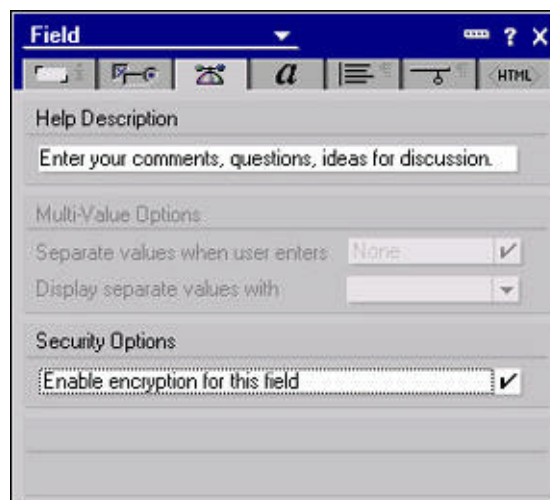 Field
?
a
HTML
Help Description
Enter your comments, questions, ideas for discussion.
Multi-Value Options
Separate values when user enters None
Display separate values with
Security Options
Enable encryption for this field